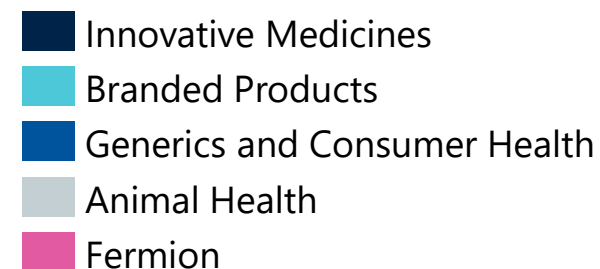 Innovative Medicines
Branded Products
Generics and Consumer Health
Animal Health
Fermion